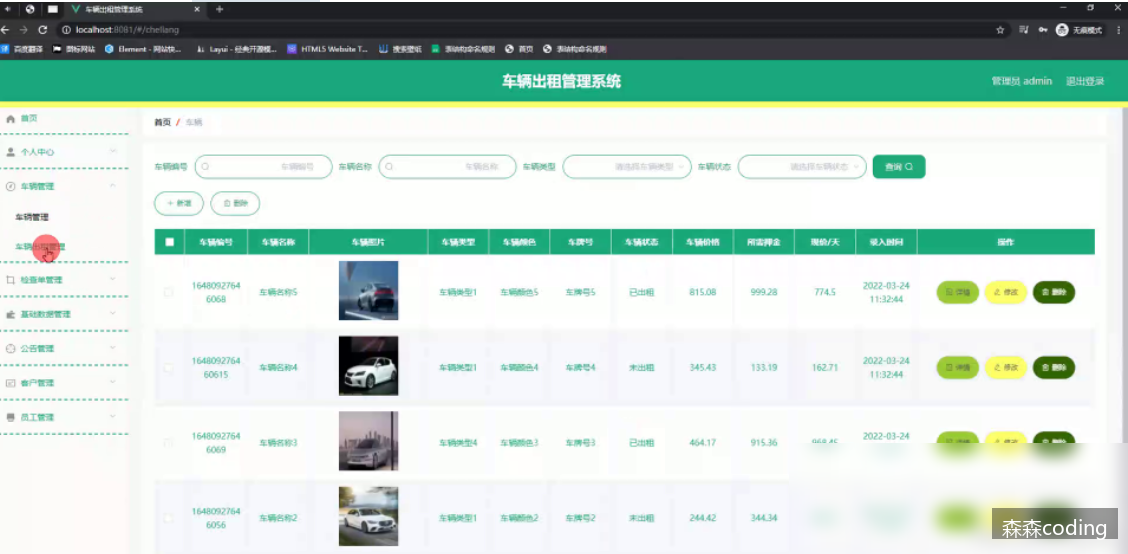 车辆出租管理系统
localhost:8081/#/cheliang
无痕模式
百度翻译 图标网站 Element - 网站快... Layui - 经典开源模... HTML5 Website T... 搜索壁纸 表结构命名规则 首页 表结构命名规则
车辆出租管理系统
管理员 admin 退出登录
首页
个人中心
车辆管理
车辆管理
检查单管理
基础数据管理
公告管理
客户管理
员工管理
首页 / 车辆
车辆编号 车辆编号 车辆名称 车辆名称 车辆类型 请选择车辆类型 车辆状态 请选择车辆状态 查询
+ 新增 删除
车辆编号 车辆名称 车辆照片 车辆类型 车辆颜色 车牌号 车辆状态 车辆价格 所需押金 现价/天 录入时间 操作
1648092764
6068
车辆名称5 车辆类型1 车辆颜色5 车牌号5 已出租 815.08 999.28 774.5
2022-03-24
11:32:44
详情 修改 删除
1648092764
60615
车辆名称4 车辆类型1 车辆颜色4 车牌号4 未出租 345.43 133.19 162.71
2022-03-24
11:32:44
详情 修改 删除
1648092764
6069
车辆名称3 车辆类型4 车辆颜色3 车牌号3 已出租 464.17 915.36
2022-03-24
1648092764
6056
车辆名称2 车辆类型1 车辆颜色2 车牌号2 未出租 244.42 344.34
森森coding